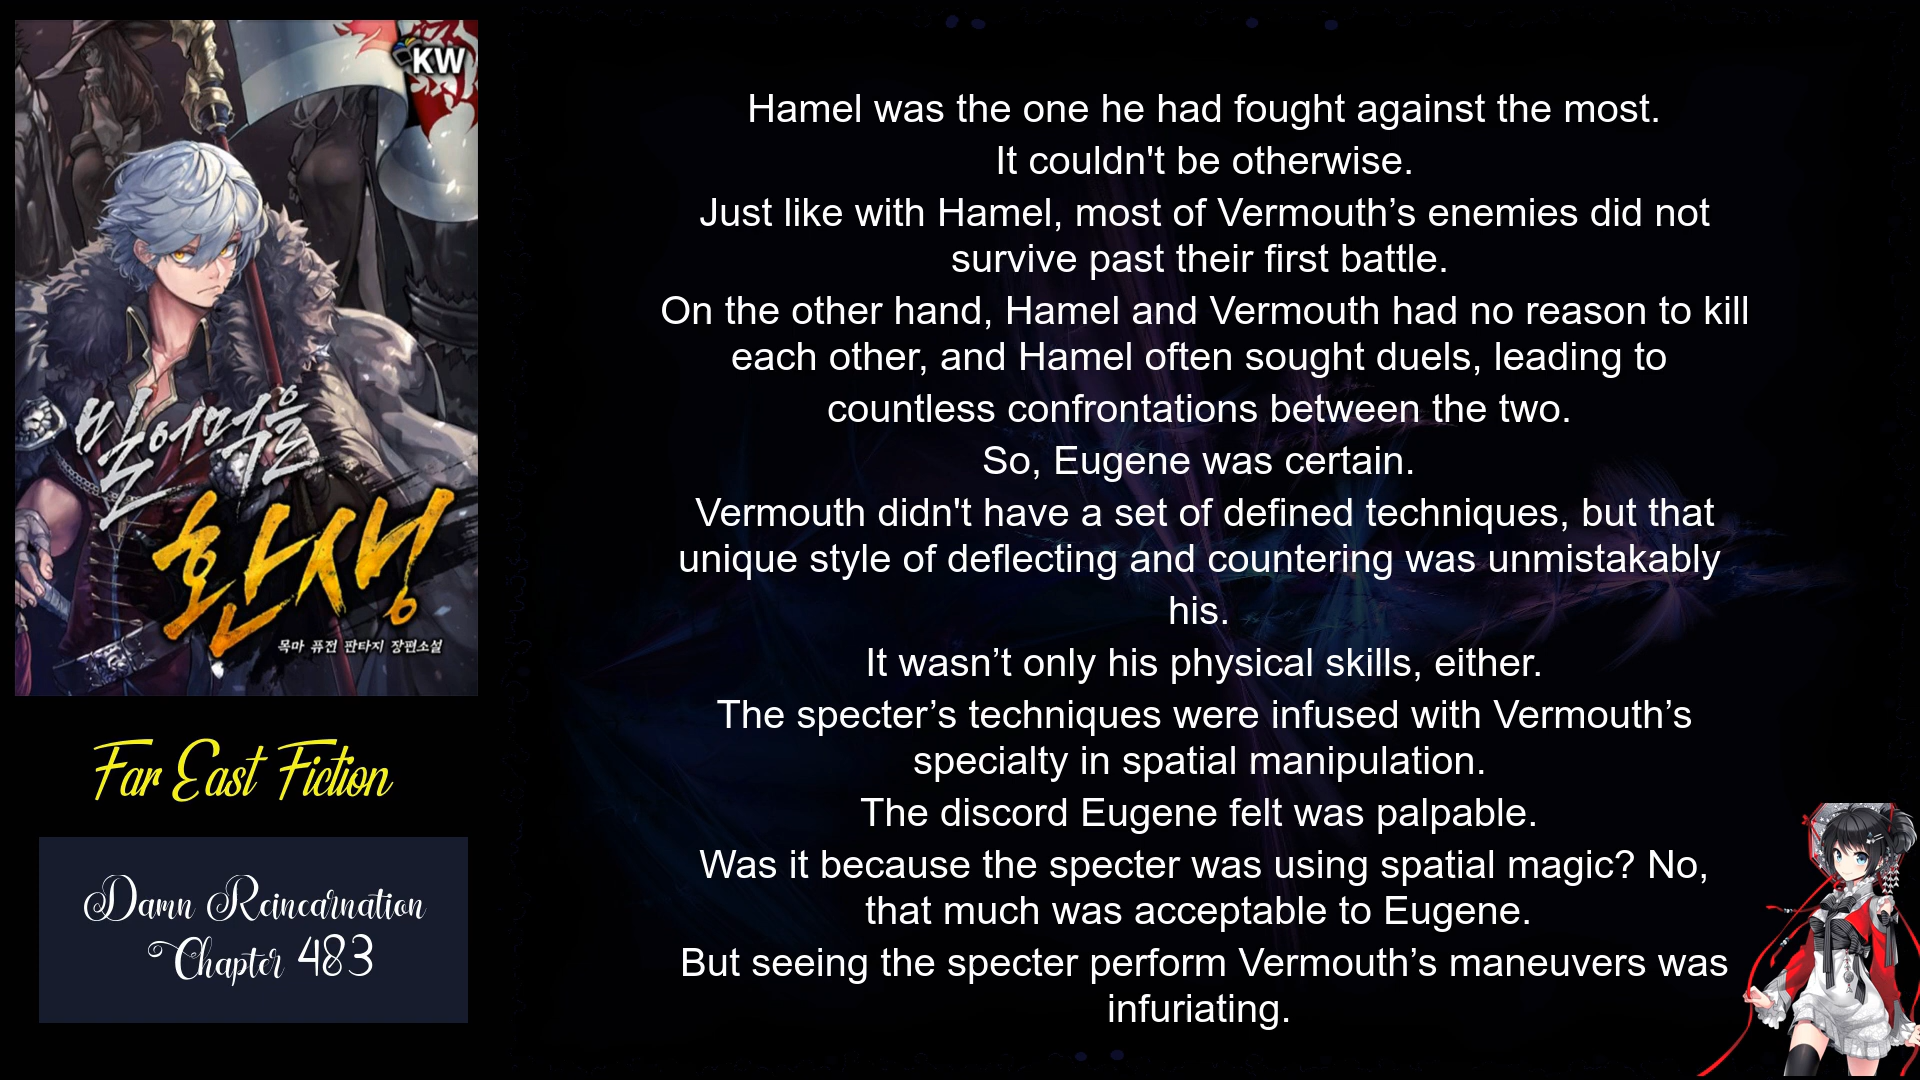 KW
빌어먹을
환생
목마 퓨전 판타지 장편소설
Far East Fiction
Damn Reincarnation
Chapter 483
Hamel was the one he had fought against the most.
It couldn't be otherwise.
Just like with Hamel, most of Vermouth’s enemies did not
survive past their first battle.
On the other hand, Hamel and Vermouth had no reason to kill
each other, and Hamel often sought duels, leading to
countless confrontations between the two.
So, Eugene was certain.
Vermouth didn't have a set of defined techniques, but that
unique style of deflecting and countering was unmistakably
his.
It wasn’t only his physical skills, either.
The specter’s techniques were infused with Vermouth’s
specialty in spatial manipulation.
The discord Eugene felt was palpable.
Was it because the specter was using spatial magic? No,
that much was acceptable to Eugene.
But seeing the specter perform Vermouth’s maneuvers was
infuriating.